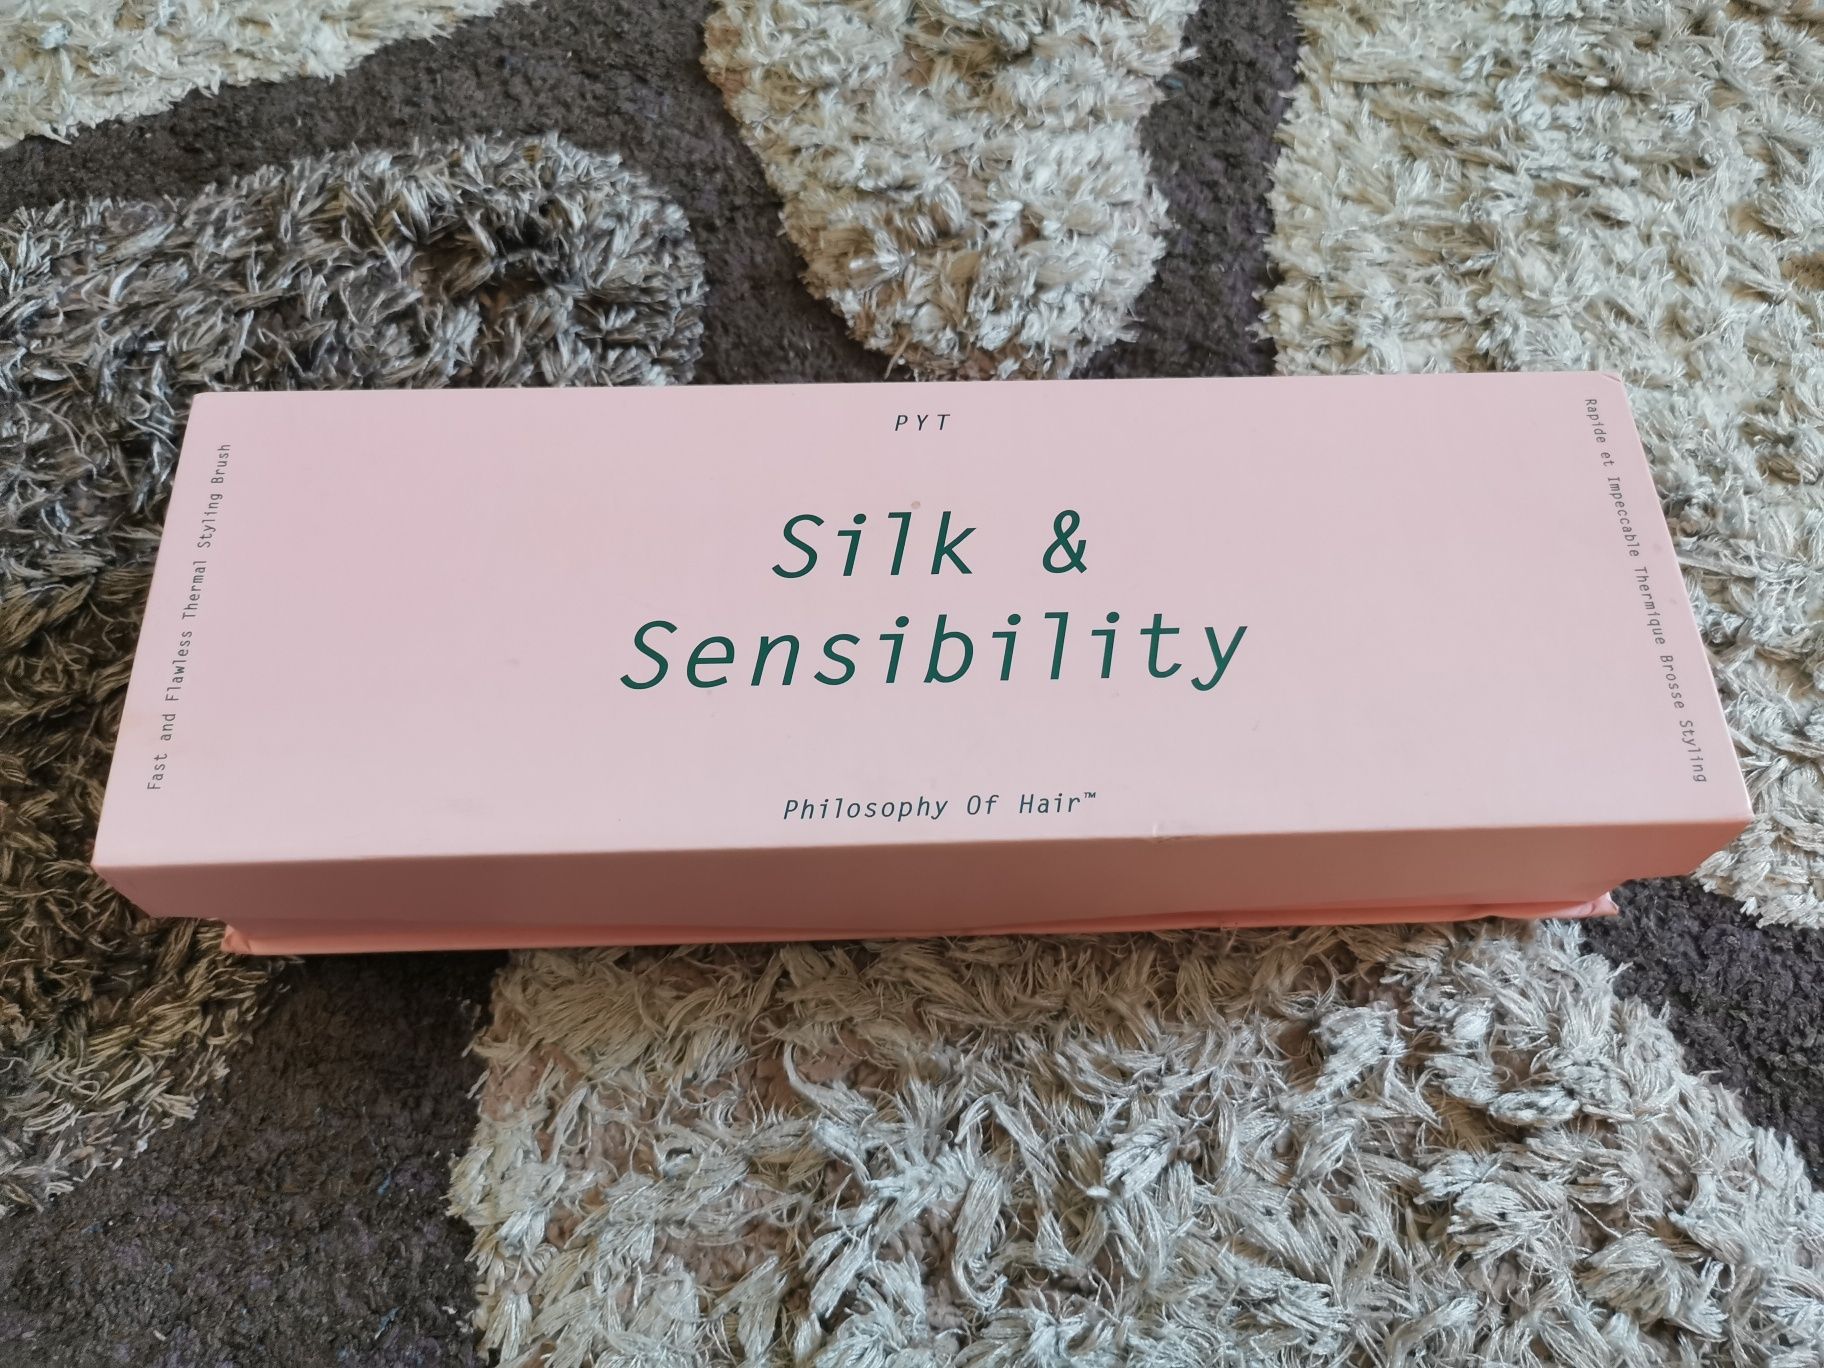 PYT
Fast and Flawless Thermal Styling Brush
Silk &
Sensibility
Philosophy Of Hair™
Rapide et Impeccable Thermique Brosse Styling